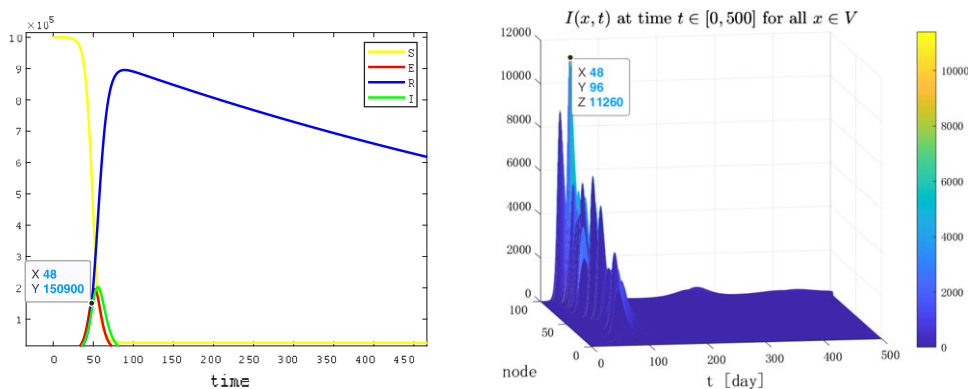 ×10⁵
10
9
8
7
6
5
4
3
2
1
S
E
R
I
X 48
Y 150900
0 50 100 150 200 250 300 350 400 450
time
I(x, t) at time t ∈ [0, 500] for all x ∈ V
12000
10000
8000
6000
4000
2000
0
X 48
Y 96
Z 11260
100
50
0
node
0 100 200 300 400 500
t [day]
10000
8000
6000
4000
2000
0